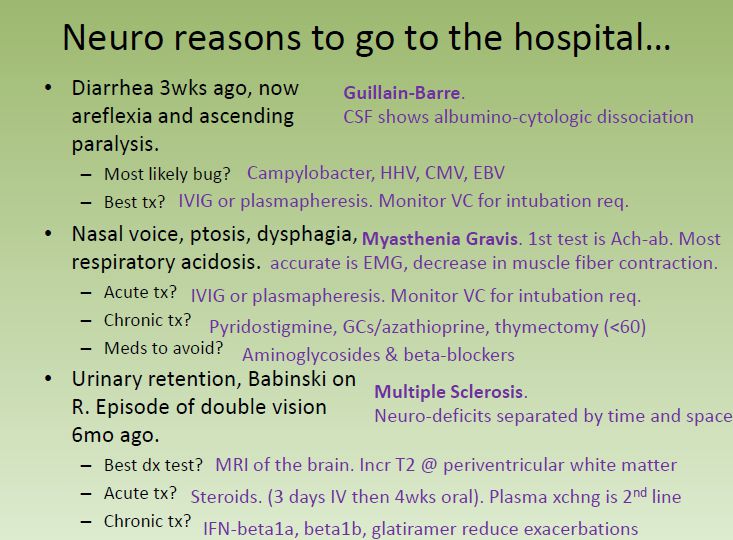 Neuro reasons to go to the hospital…
• Diarrhea 3wks ago, now
areflexia and ascending
paralysis.
Guillain-Barre.
CSF shows albumino-cytologic dissociation
– Most likely bug? Campylobacter, HHV, CMV, EBV
– Best tx? IVIG or plasmapheresis. Monitor VC for intubation req.
• Nasal voice, ptosis, dysphagia, Myasthenia Gravis. 1st test is Ach-ab. Most
respiratory acidosis. accurate is EMG, decrease in muscle fiber contraction.
– Acute tx? IVIG or plasmapheresis. Monitor VC for intubation req.
– Chronic tx? Pyridostigmine, GCs/azathioprine, thymectomy (<60)
– Meds to avoid? Aminoglycosides & beta-blockers
• Urinary retention, Babinski on
R. Episode of double vision
6mo ago.
Multiple Sclerosis.
Neuro-deficits separated by time and space
– Best dx test? MRI of the brain. Incr T2 @ periventricular white matter
– Acute tx? Steroids. (3 days IV then 4wks oral). Plasma xchng is 2nd line
– Chronic tx? IFN-beta1a, beta1b, glatiramer reduce exacerbations